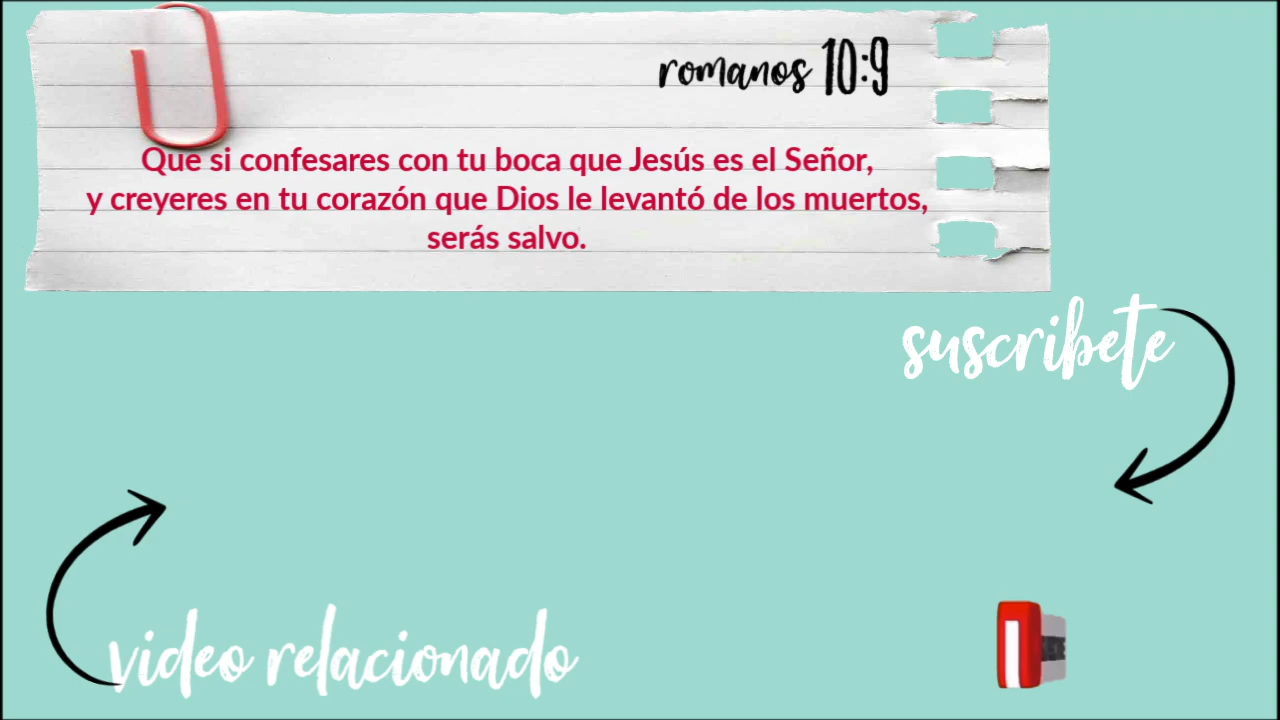 romanos 10:9
Que si confesares con tu boca que Jesús es el Señor,
y creyeres en tu corazón que Dios le levantó de los muertos,
serás salvo.
suscribete
video relacionado